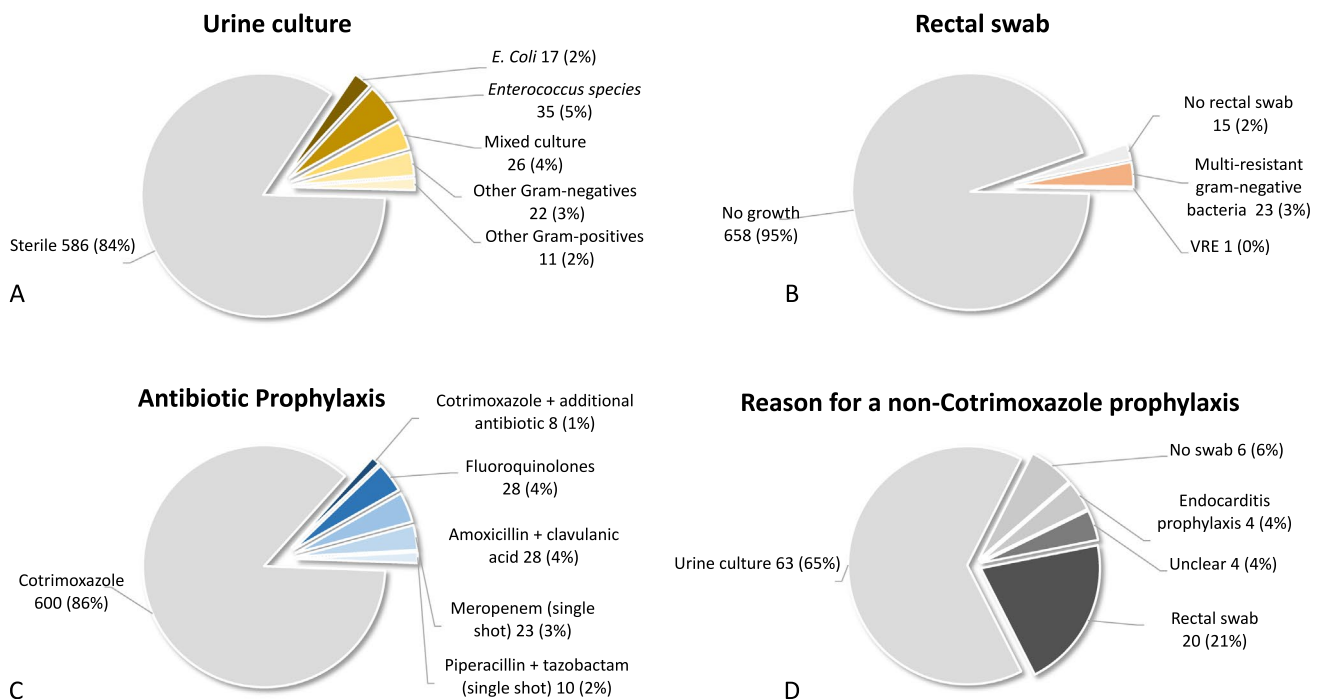 Urine culture
E. Coli 17 (2%)
Enterococcus species
35 (5%)
Mixed culture
26 (4%)
Other Gram-negatives
22 (3%)
Other Gram-positives
11 (2%)
Sterile 586 (84%)
A
Rectal swab
No rectal swab
15 (2%)
Multi-resistant
gram-negative
bacteria 23 (3%)
VRE 1 (0%)
No growth
658 (95%)
B
Antibiotic Prophylaxis
Cotrimoxazole + additional
antibiotic 8 (1%)
Fluoroquinolones
28 (4%)
Amoxicillin + clavulanic
acid 28 (4%)
Meropenem (single
shot) 23 (3%)
Piperacillin + tazobactam
(single shot) 10 (2%)
Cotrimoxazole
600 (86%)
C
Reason for a non-Cotrimoxazole prophylaxis
No swab 6 (6%)
Endocarditis
prophylaxis 4 (4%)
Unclear 4 (4%)
Rectal swab
20 (21%)
Urine culture 63 (65%)
D